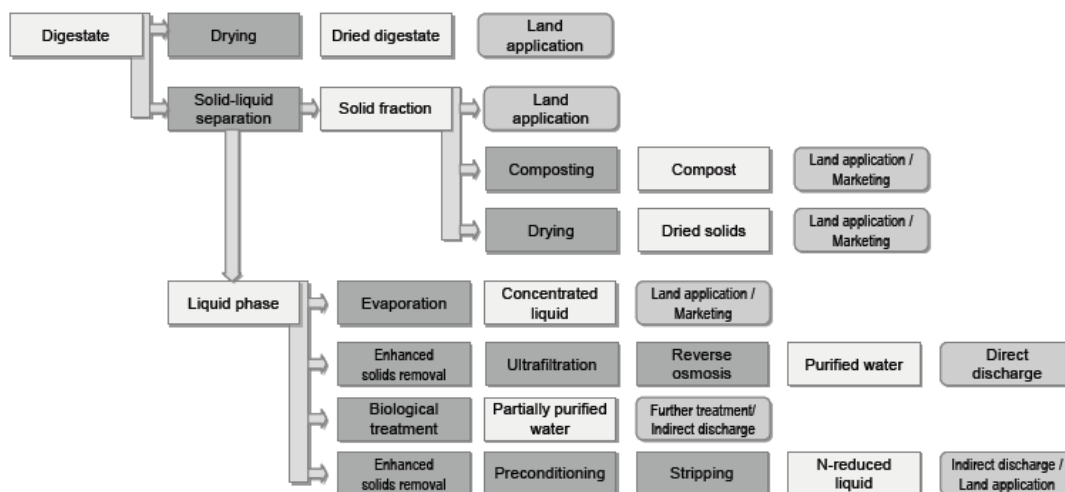 Digestate
Drying
Dried digestate
Land
application
Solid-liquid
separation
Solid fraction
Land
application
Composting
Compost
Land application /
Marketing
Drying
Dried solids
Land application /
Marketing
Liquid phase
Evaporation
Concentrated
liquid
Land application /
Marketing
Enhanced
solids removal
Ultrafiltration
Reverse
osmosis
Purified water
Direct
discharge
Biological
treatment
Partially purified
water
Further treatment/
Indirect discharge
Enhanced
solids removal
Preconditioning
Stripping
N-reduced
liquid
Indirect discharge /
Land application